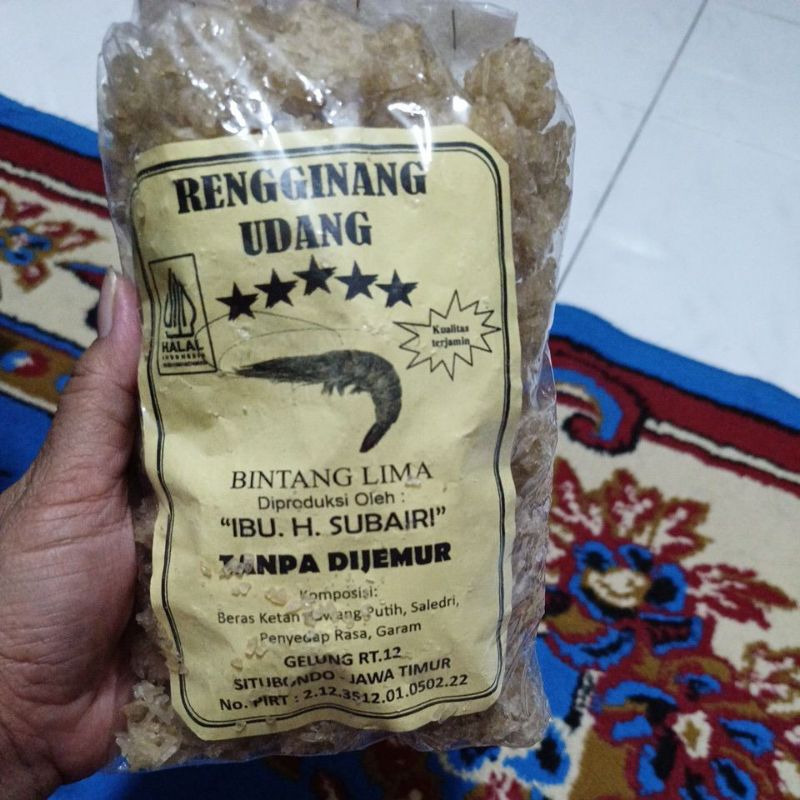 RENGGINANG
UDANG
HALAL
INDONESIA
Kualitas
terjamin
BINTANG LIMA
Diproduksi Oleh :
"IBU. H. SUBAIRI"
TANPA DIJEMUR
Komposisi:
Beras Ketan Putih, Saledri,
Penyedap Rasa, Garam
GELUNG RT.12
SITUBONDO - JAWA TIMUR
No. PIRT : 2.12.3512.01.0502.22